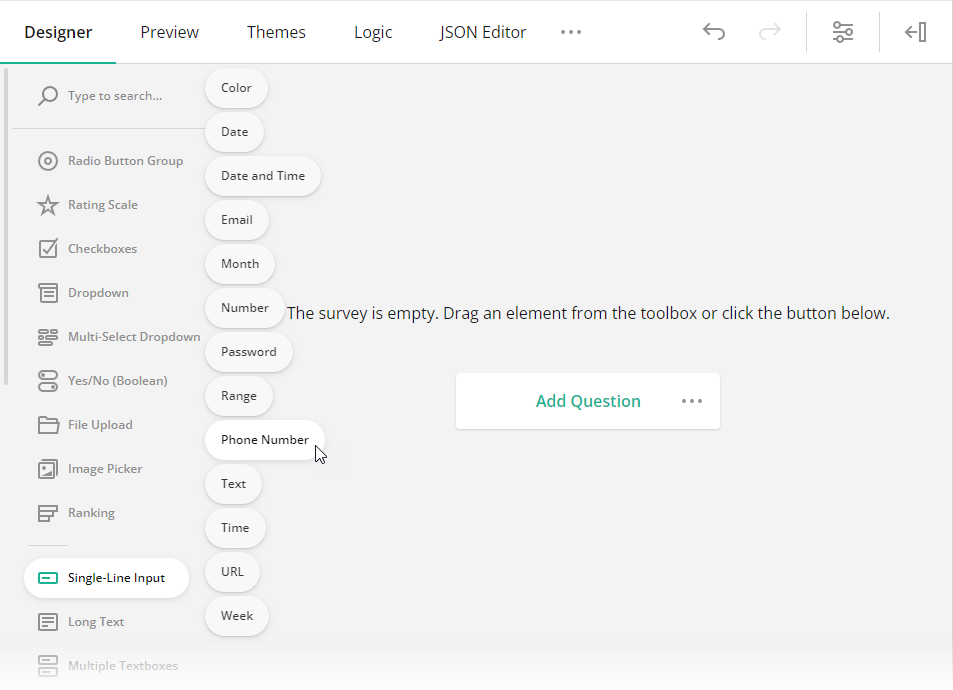 Designer Preview Themes Logic JSON Editor
Type to search...
Radio Button Group
Rating Scale
Checkboxes
Dropdown
Multi-Select Dropdown
Yes/No (Boolean)
File Upload
Image Picker
Ranking
Single-Line Input
Long Text
Multiple Textboxes
Color
Date
Date and Time
Email
Month
Number
Password
Range
Phone Number
Text
Time
URL
Week
The survey is empty. Drag an element from the toolbox or click the button below.
Add Question